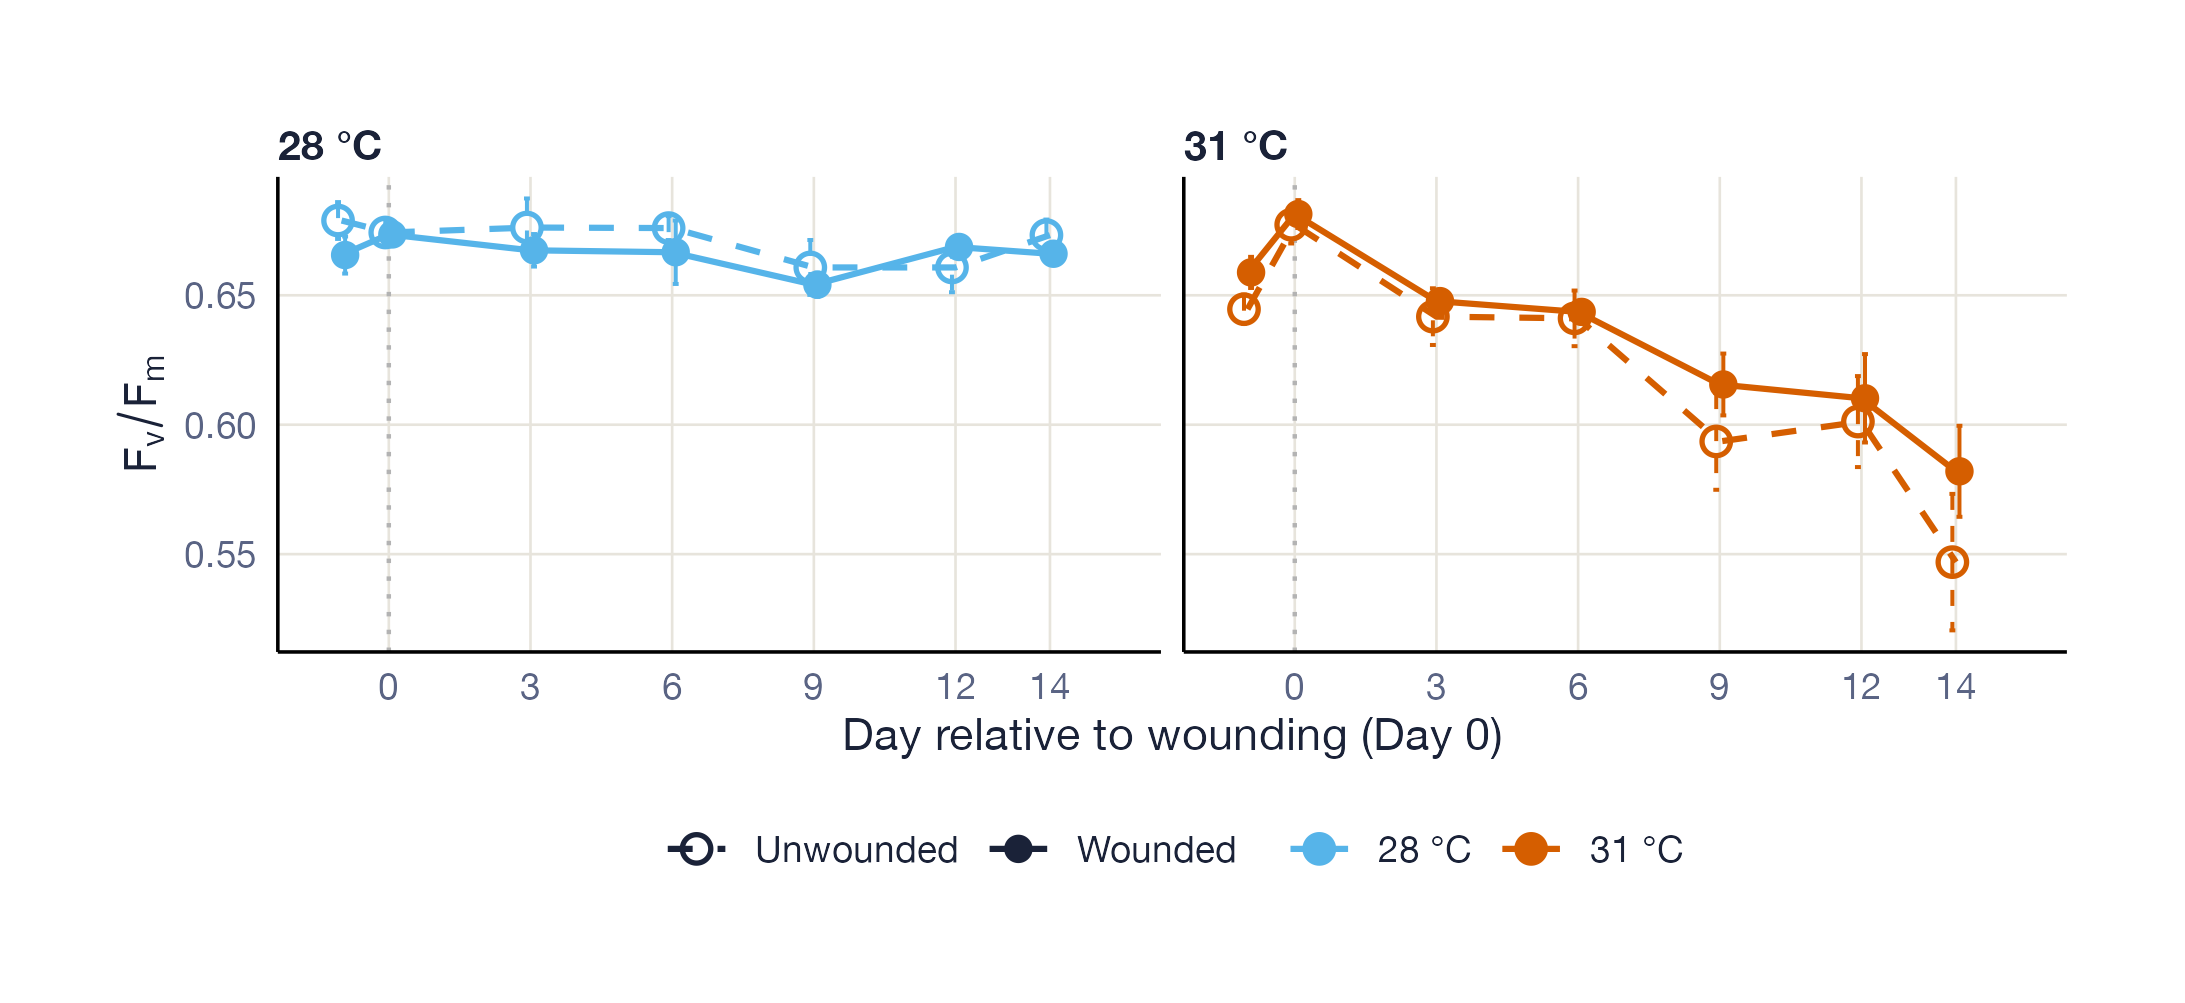 28 °C 31 °C
Fv/Fm
0.65
0.60
0.55
0 3 6 9 12 14 0 3 6 9 12 14
Day relative to wounding (Day 0)
Unwounded Wounded 28 °C 31 °C